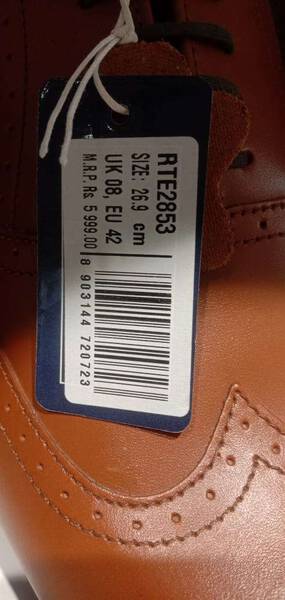 RTE2853
SIZE: 26.9 cm
UK 08, EU 42
M.R.P. Rs 5 999.00
8 903144 720723